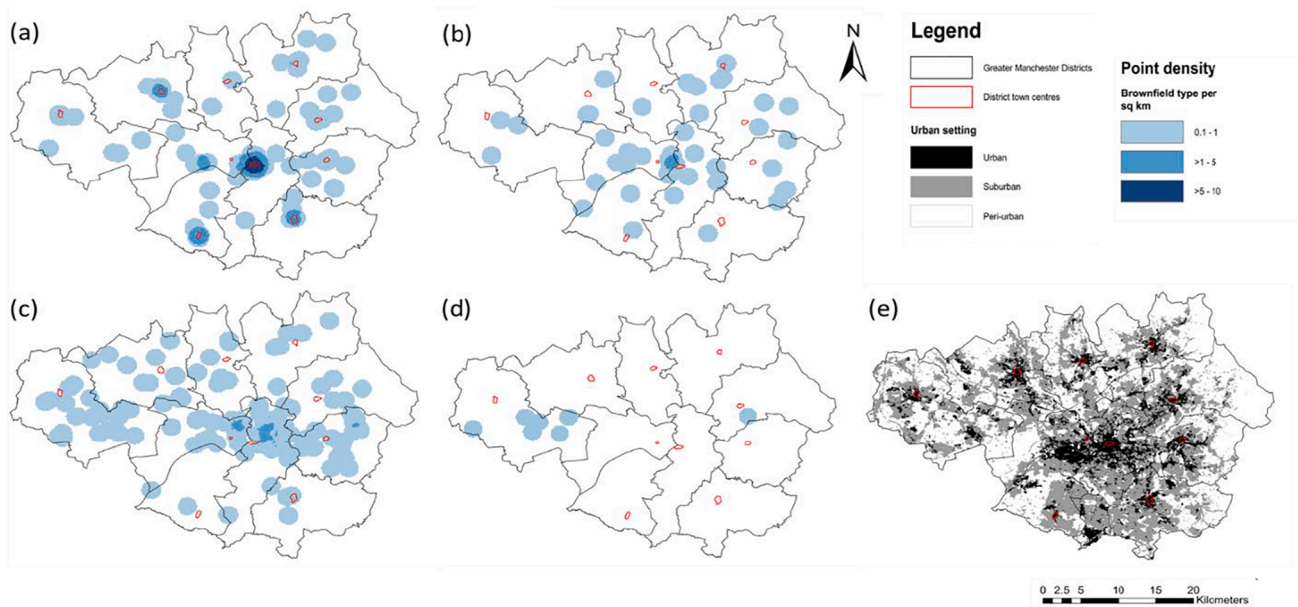 (a)
(b)
N
Legend
Greater Manchester Districts
District town centres
Urban setting
Urban
Suburban
Peri-urban
Point density
Brownfield type per
sq km
0.1 - 1
>1 - 5
>5 - 10
(c)
(d)
(e)
0 2.5 5 10 15 20
Kilometers